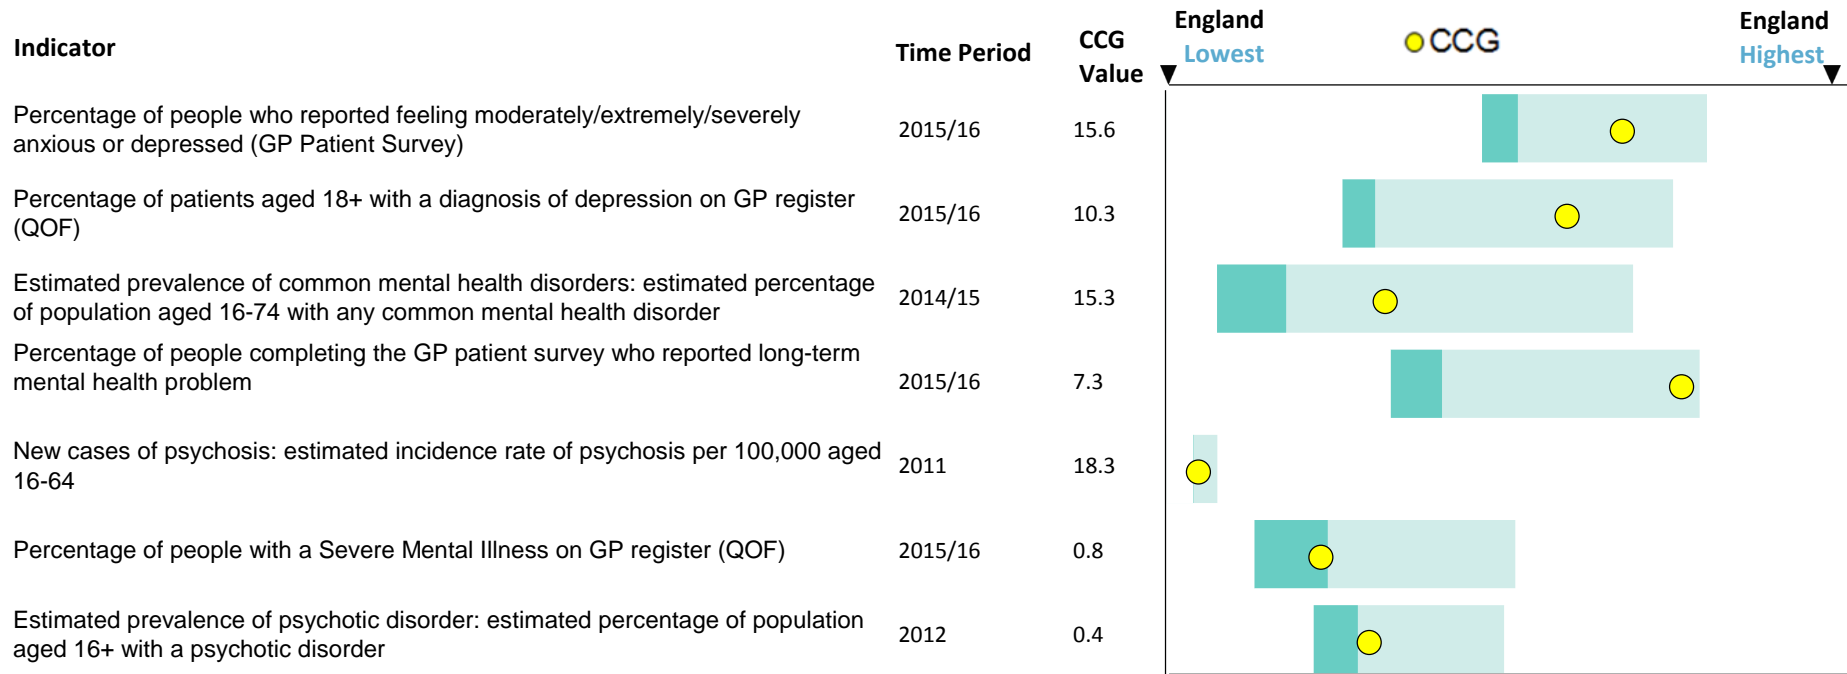 Indicator
Time Period
CCG
Value
England
Lowest
CCG
England
Highest
Percentage of people who reported feeling moderately/extremely/severely
anxious or depressed (GP Patient Survey)
2015/16
15.6
Percentage of patients aged 18+ with a diagnosis of depression on GP register
(QOF)
2015/16
10.3
Estimated prevalence of common mental health disorders: estimated percentage
of population aged 16-74 with any common mental health disorder
2014/15
15.3
Percentage of people completing the GP patient survey who reported long-term
mental health problem
2015/16
7.3
New cases of psychosis: estimated incidence rate of psychosis per 100,000 aged
16-64
2011
18.3
Percentage of people with a Severe Mental Illness on GP register (QOF)
2015/16
0.8
Estimated prevalence of psychotic disorder: estimated percentage of population
aged 16+ with a psychotic disorder
2012
0.4